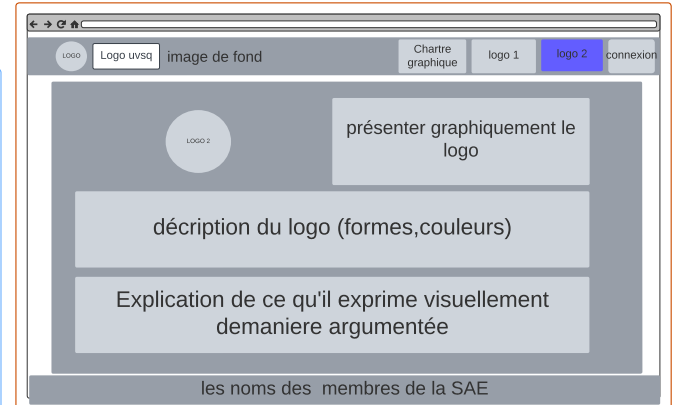 LOGO
Logo uvsq
image de fond
Chartre
graphique
logo 1
logo 2
connexion
LOGO 2
présenter graphiquement le
logo
décription du logo (formes,couleurs)
Explication de ce qu'il exprime visuellement
demaniere argumentée
les noms des  membres de la SAE